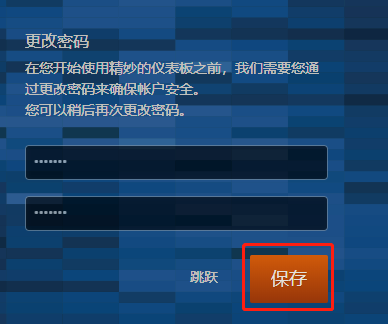 更改密码
在您开始使用精妙的仪表板之前，我们需要您通
过更改密码来确保帐户安全。
您可以稍后再次更改密码。
•••••••
•••••••
跳跃
保存